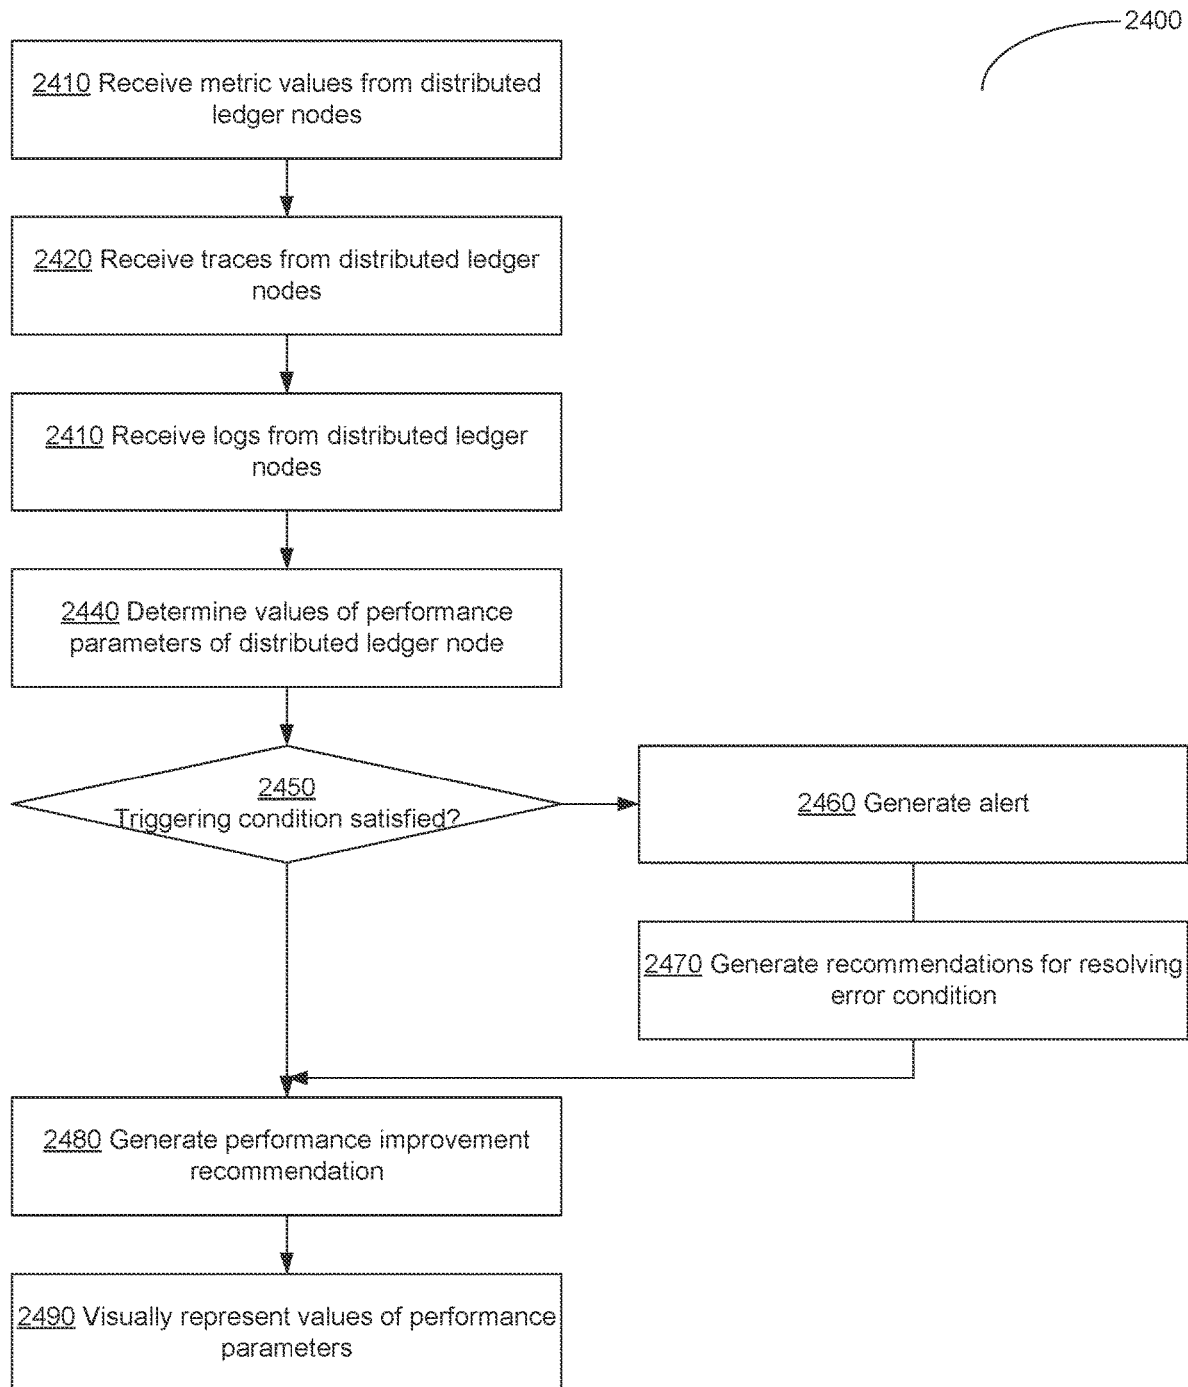 2400
2410 Receive metric values from distributed
ledger nodes
2420 Receive traces from distributed ledger
nodes
2410 Receive logs from distributed ledger
nodes
2440 Determine values of performance
parameters of distributed ledger node
2450
Triggering condition satisfied?
2460 Generate alert
2470 Generate recommendations for resolving
error condition
2480 Generate performance improvement
recommendation
2490 Visually represent values of performance
parameters